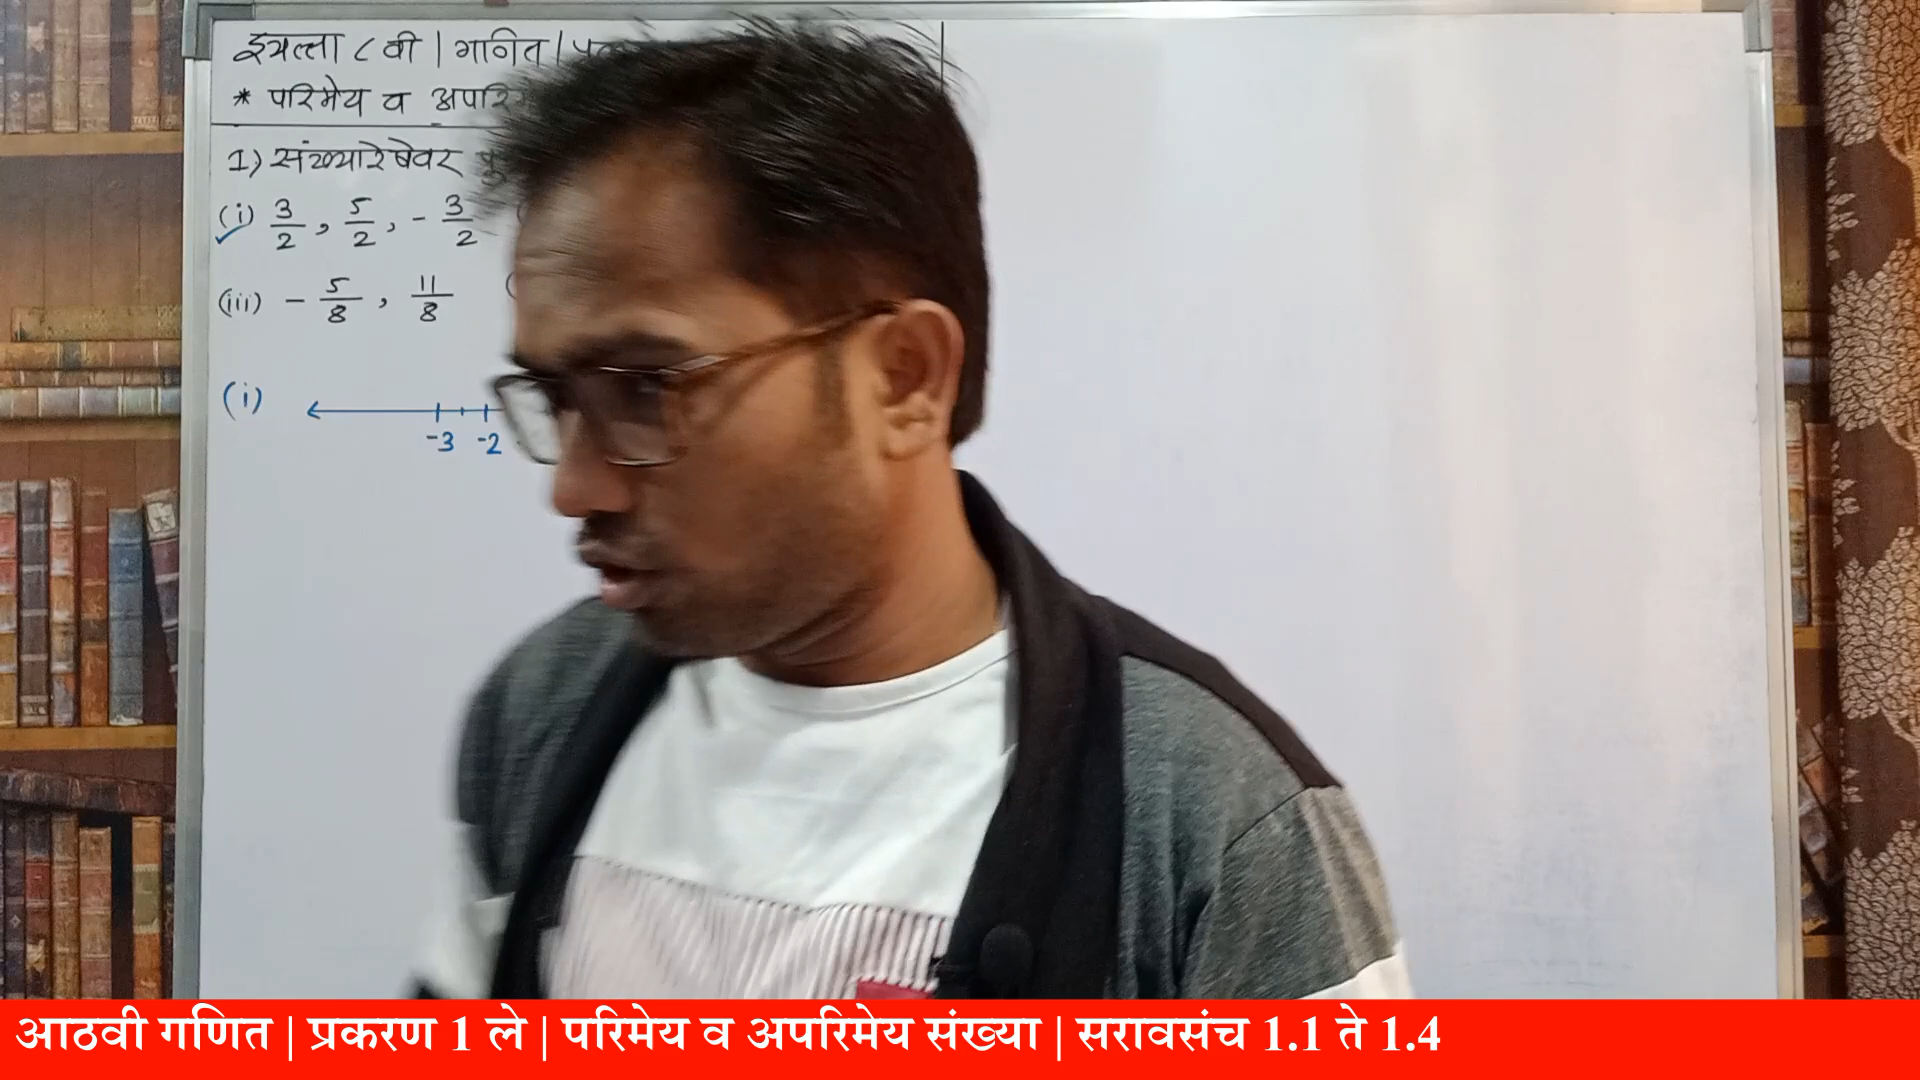 इयत्ता ८ वी | गणित |
* परिमेय व
1) संख्यारेषेवर
(i) 3/2, 5/2, -3/2
(iii) -5/8, 11/8
(i)
-3 -2
आठवी गणित | प्रकरण 1 ले | परिमेय व अपरिमेय संख्या | सरावसंच 1.1 ते 1.4